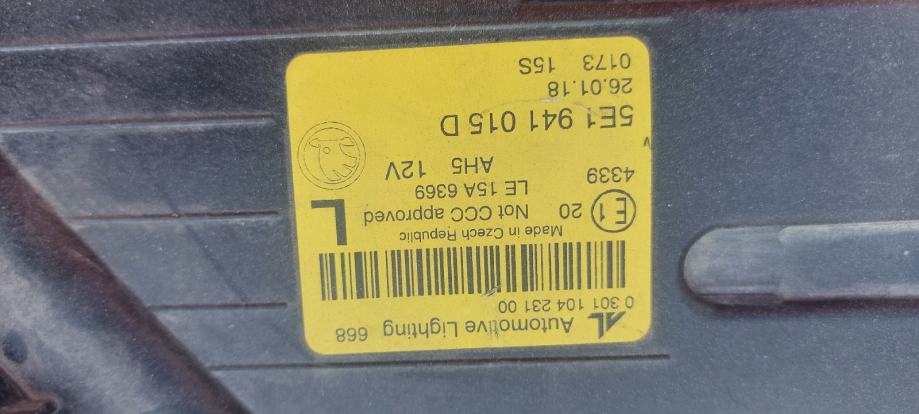 Automotive Lighting 668
0 301 104 231 00
Made in Czech Republic
E1 20 Not CCC approved L
4339 LE 15A 6369
AH5 12V
5E1 941 015 D
26.01.18
0173 15S